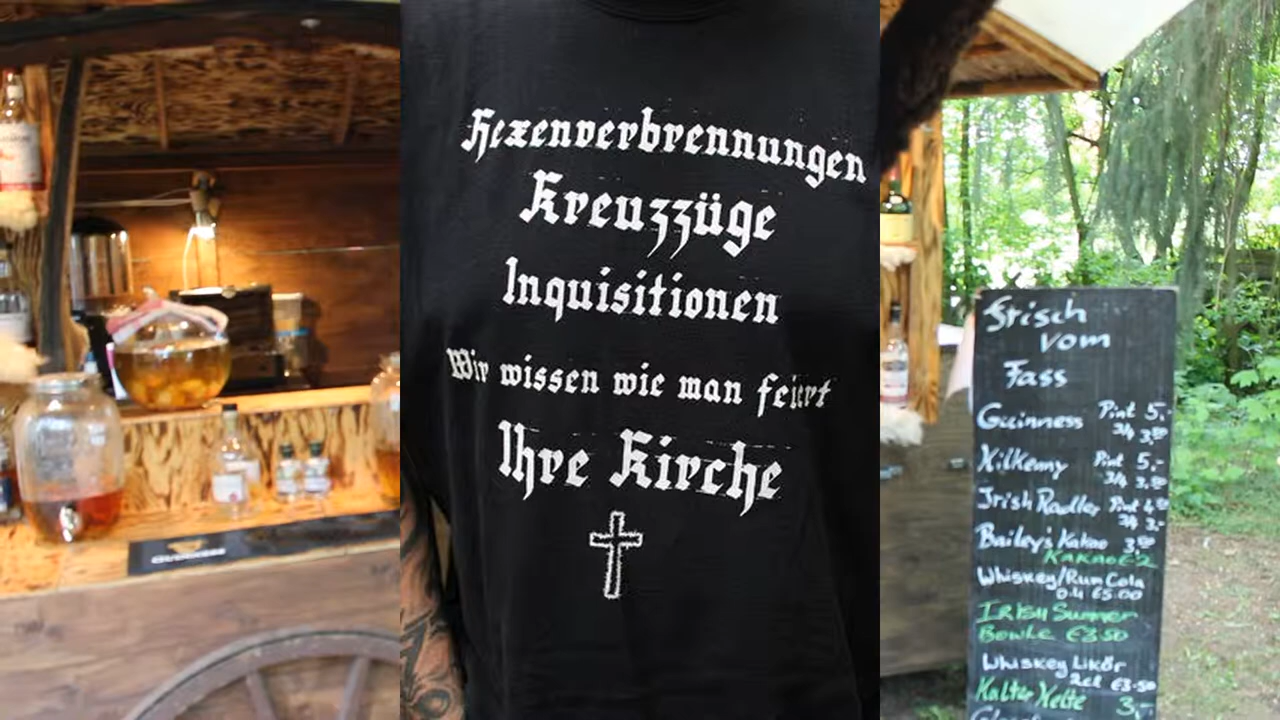 Hexenverbrennungen
Kreuzzüge
Inquisitionen
Wir wissen wie man feiert
Ihre Kirche
Frisch
vom
Fass
Guinness Pint 5,-
3/4 3,80
Kilkenny Pint 5,-
3/4 3,80
Irish Radler Pint 4,50
3/4 3,-
Bailey's Kakao 3,50
Kakao €2
Whiskey/Rum Cola
0.4 €5.00
IRISH Summer
Bowle €3.50
Whiskey Likör
2cl €3.50
Kalter Kette 3,-